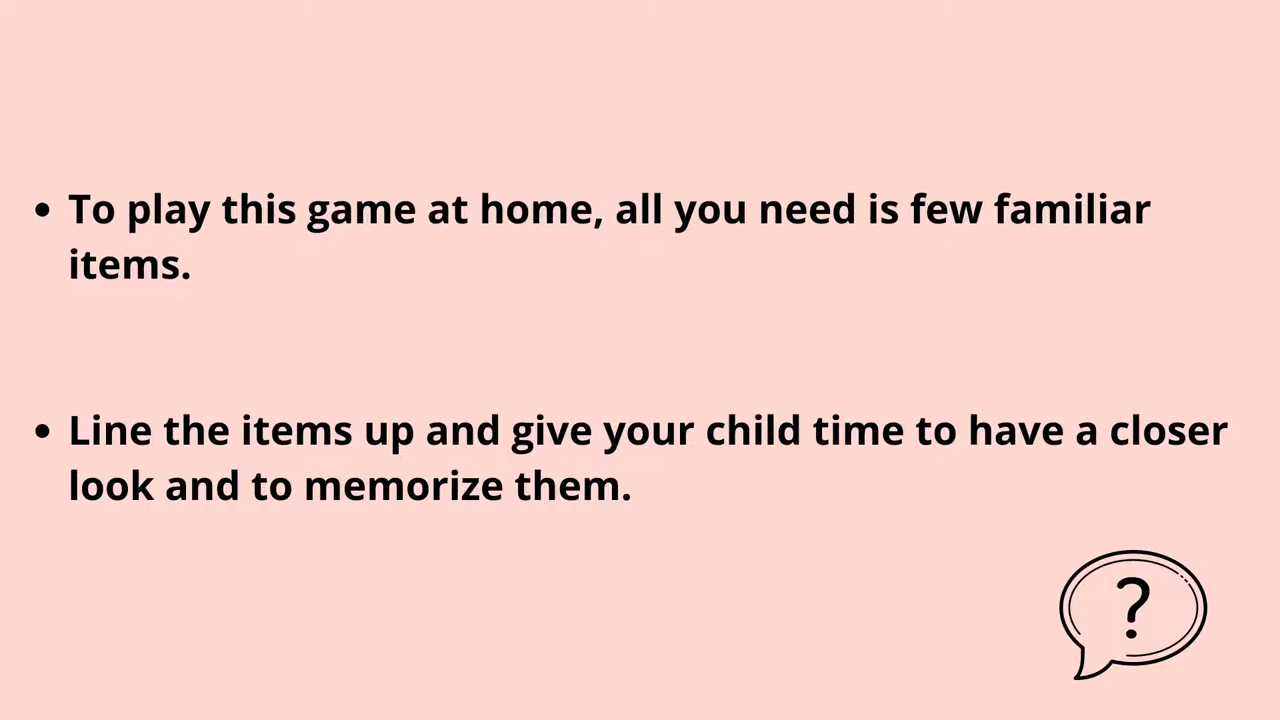 • To play this game at home, all you need is few familiar
items.
• Line the items up and give your child time to have a closer
look and to memorize them.
?